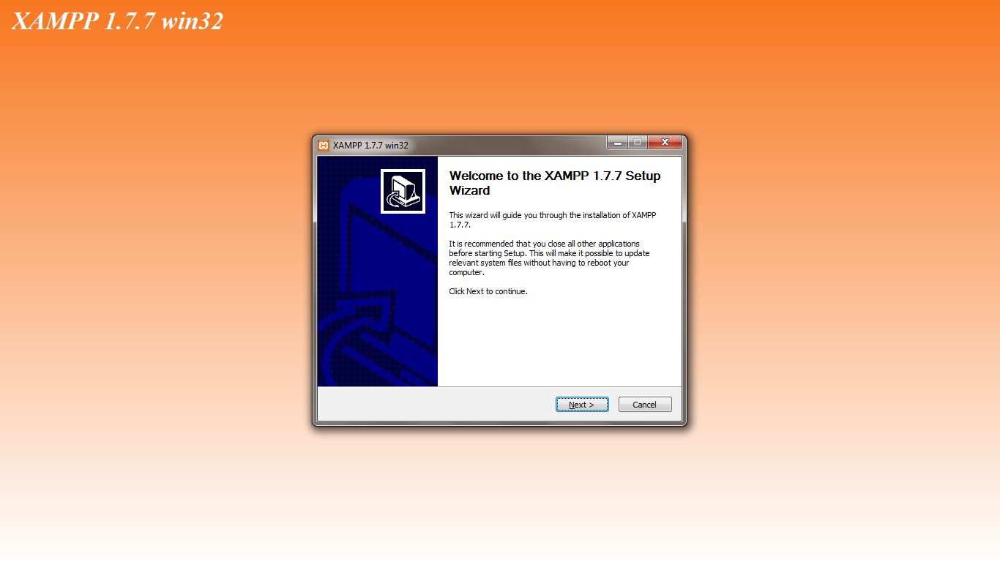 XAMPP 1.7.7 win32
XAMPP 1.7.7 win32
Welcome to the XAMPP 1.7.7 Setup
Wizard
This wizard will guide you through the installation of XAMPP
1.7.7.
It is recommended that you close all other applications
before starting Setup. This will make it possible to update
relevant system files without having to reboot your
computer.
Click Next to continue.
Next >
Cancel